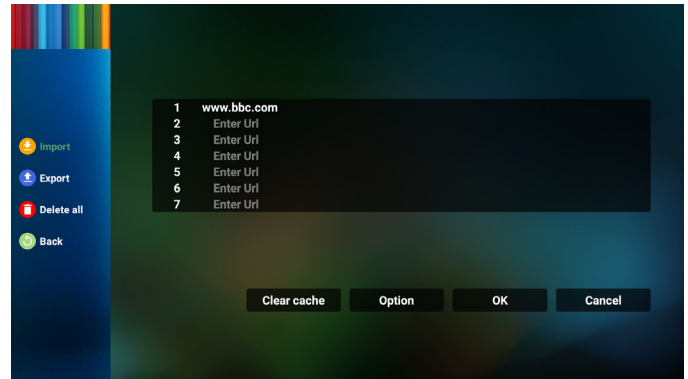 Import
Export
Delete all
Back
1 www.bbc.com
2 Enter Url
3 Enter Url
4 Enter Url
5 Enter Url
6 Enter Url
7 Enter Url
Clear cache Option OK Cancel